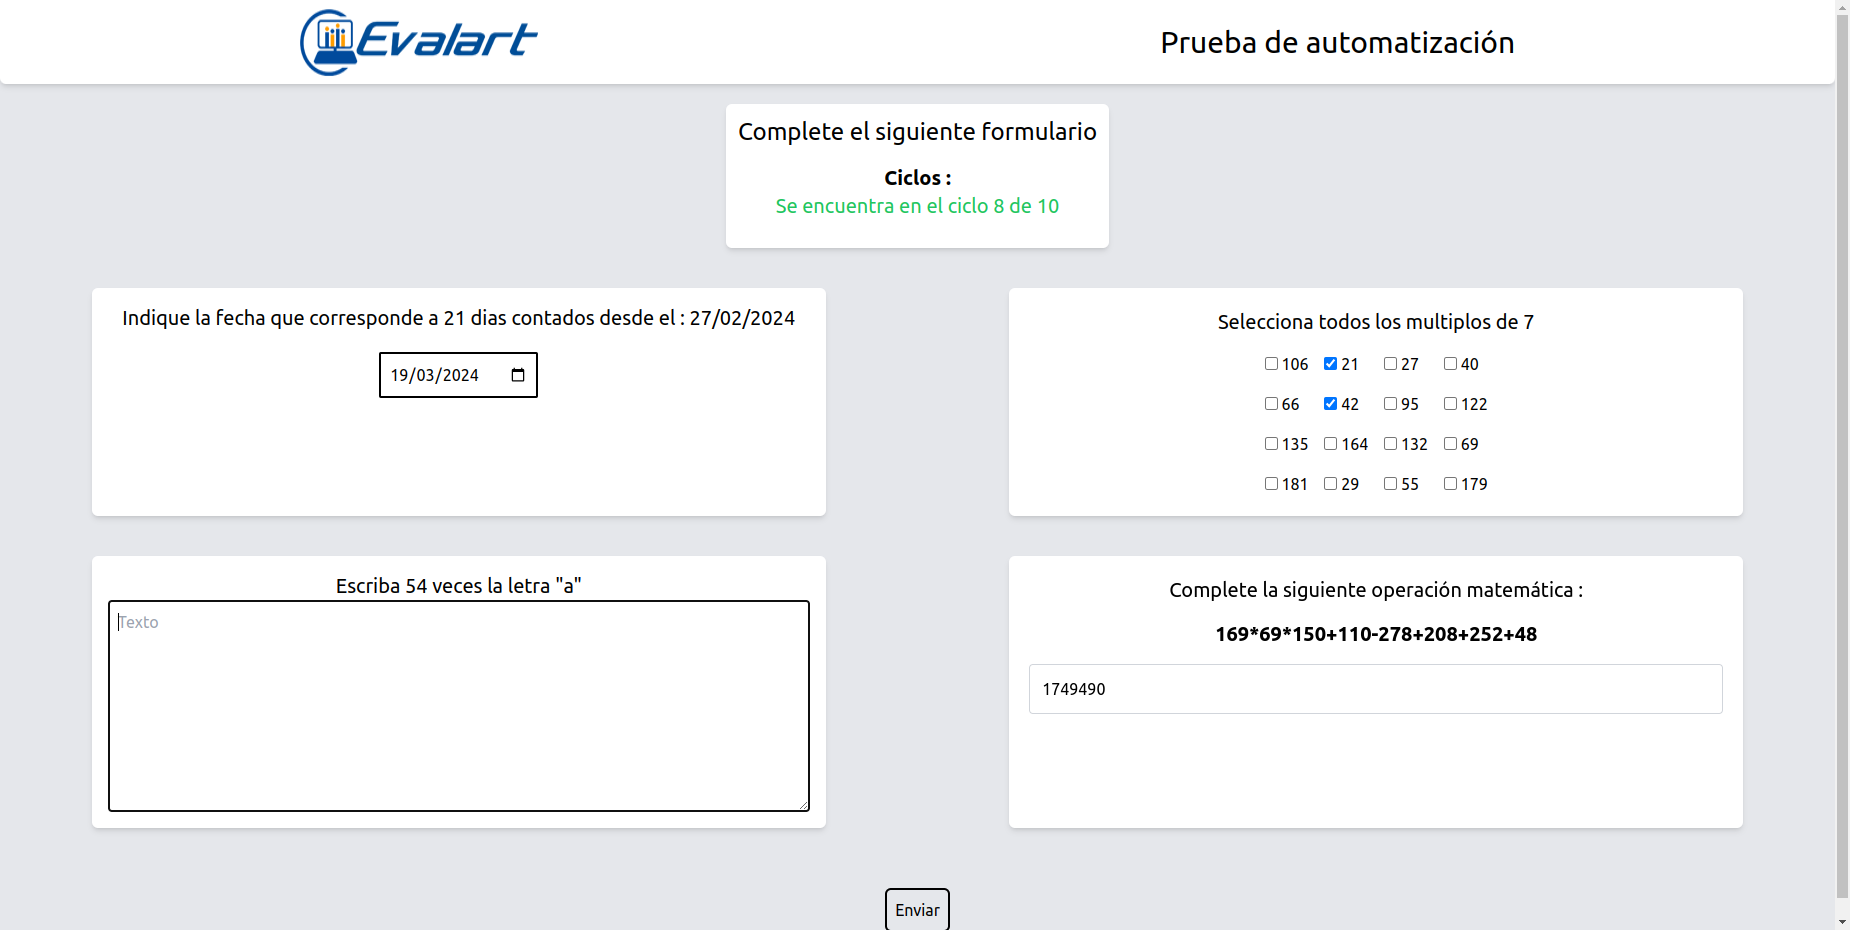 Evalart
Prueba de automatización
Complete el siguiente formulario
Ciclos :
Se encuentra en el ciclo 8 de 10
Indique la fecha que corresponde a 21 dias contados desde el : 27/02/2024
19/03/2024
Selecciona todos los multiplos de 7
106 21 27 40
66 42 95 122
135 164 132 69
181 29 55 179
Escriba 54 veces la letra "a"
Texto
Complete la siguiente operación matemática :
169*69*150+110-278+208+252+48
1749490
Enviar